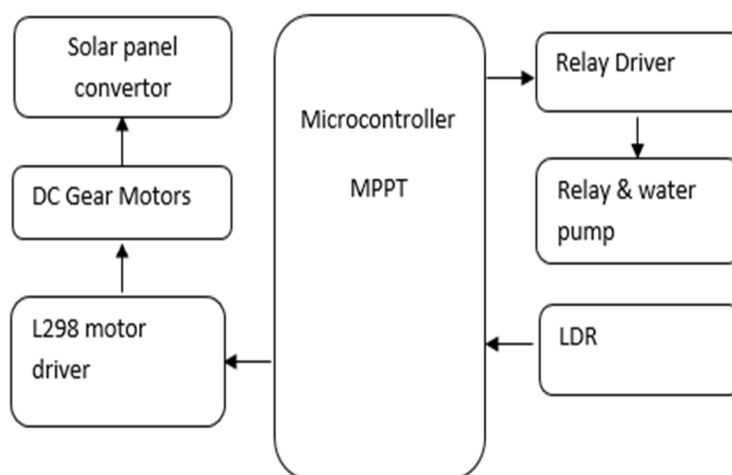 Solar panel
convertor
DC Gear Motors
L298 motor
driver
Microcontroller
MPPT
Relay Driver
Relay & water
pump
LDR